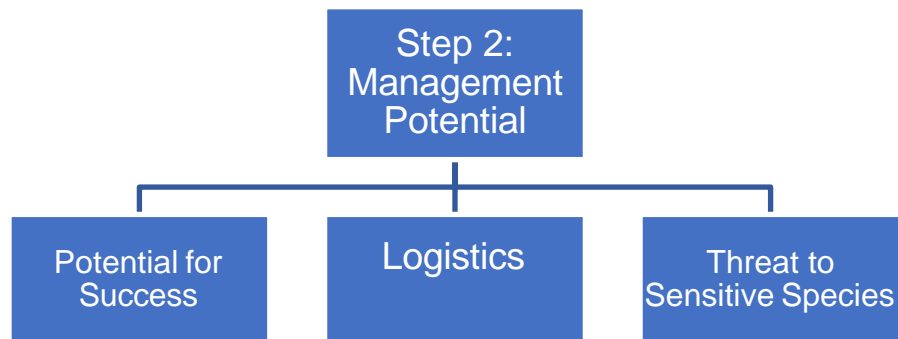 Step 2:
Management
Potential
Potential for
Success
Logistics
Threat to
Sensitive Species